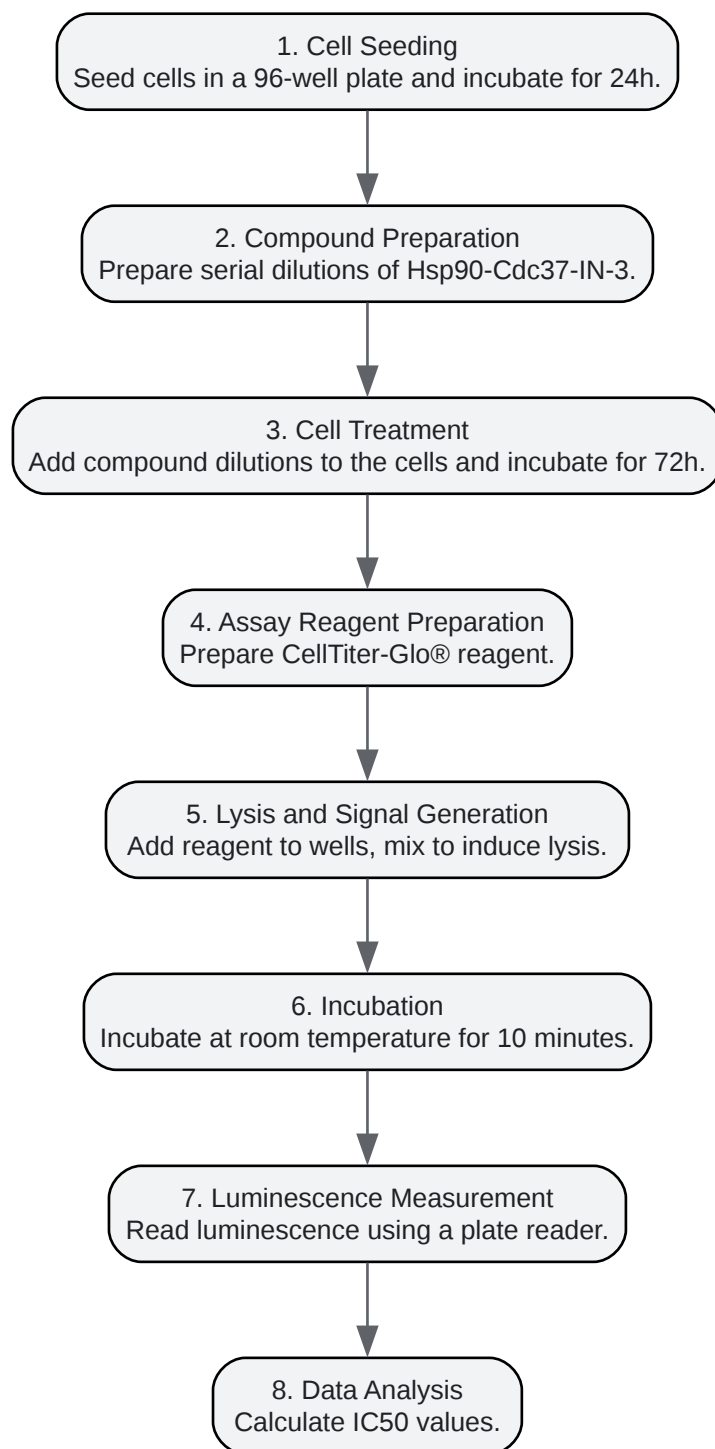 1. Cell Seeding
Seed cells in a 96-well plate and incubate for 24h.
2. Compound Preparation
Prepare serial dilutions of Hsp90-Cdc37-IN-3.
3. Cell Treatment
Add compound dilutions to the cells and incubate for 72h.
4. Assay Reagent Preparation
Prepare CellTiter-Glo® reagent.
5. Lysis and Signal Generation
Add reagent to wells, mix to induce lysis.
6. Incubation
Incubate at room temperature for 10 minutes.
7. Luminescence Measurement
Read luminescence using a plate reader.
8. Data Analysis
Calculate IC50 values.